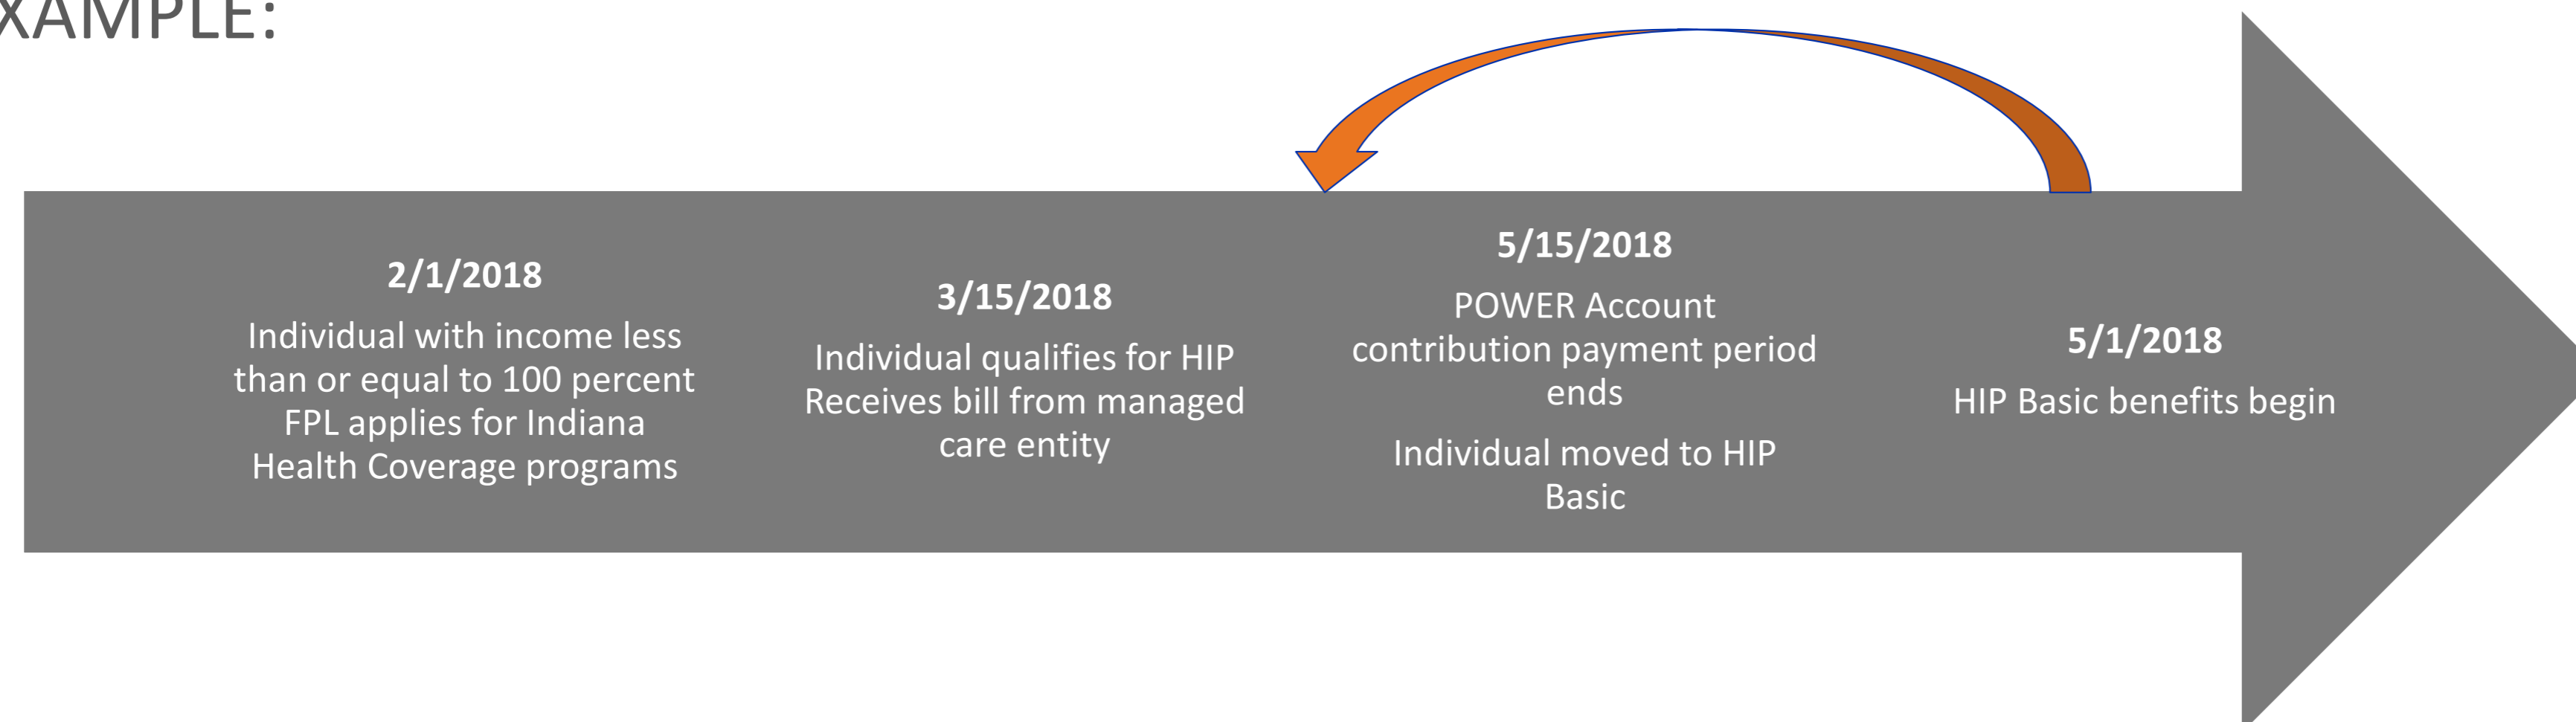 XAMPLE:
2/1/2018
Individual with income less
than or equal to 100 percent
FPL applies for Indiana
Health Coverage programs
3/15/2018
Individual qualifies for HIP
Receives bill from managed
care entity
5/15/2018
POWER Account
contribution payment period
ends
Individual moved to HIP
Basic
5/1/2018
HIP Basic benefits begin